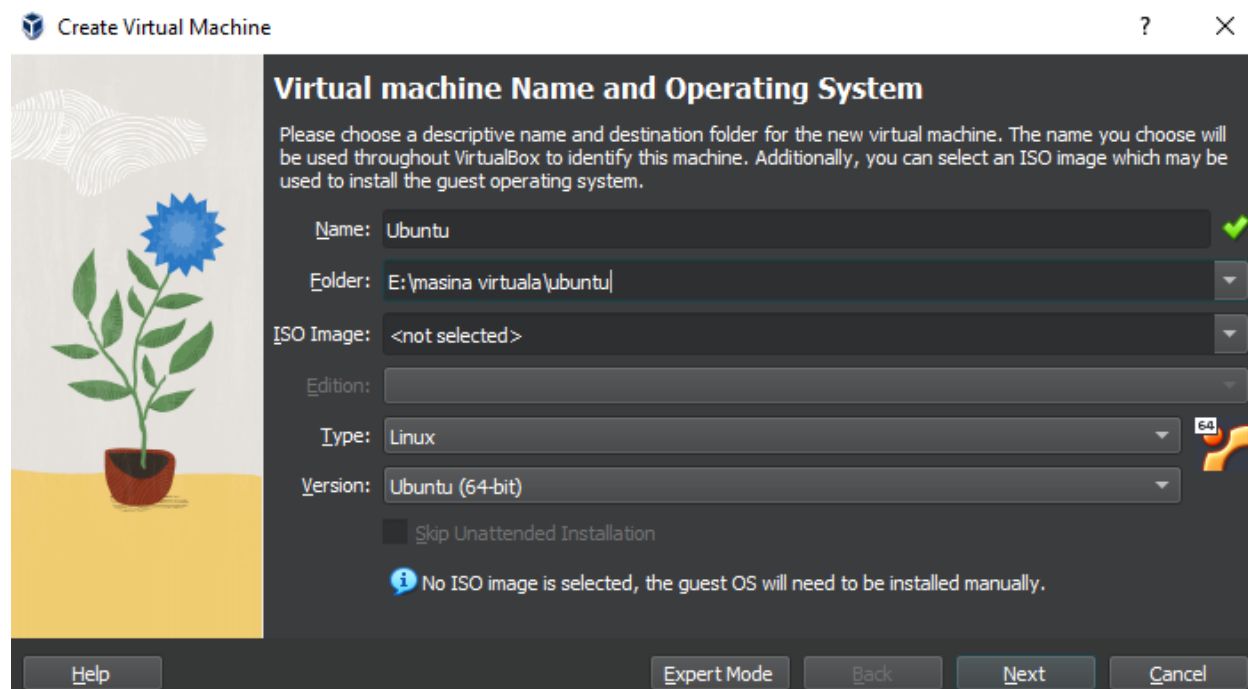 Create Virtual Machine
?
Virtual machine Name and Operating System
Please choose a descriptive name and destination folder for the new virtual machine. The name you choose will
be used throughout VirtualBox to identify this machine. Additionally, you can select an ISO image which may be
used to install the guest operating system.
Name: Ubuntu
Folder: E:\masina virtuala\ubuntu
ISO Image: <not selected>
Edition:
Type: Linux
64
Version: Ubuntu (64-bit)
Skip Unattended Installation
No ISO image is selected, the guest OS will need to be installed manually.
Help Expert Mode Back Next Cancel